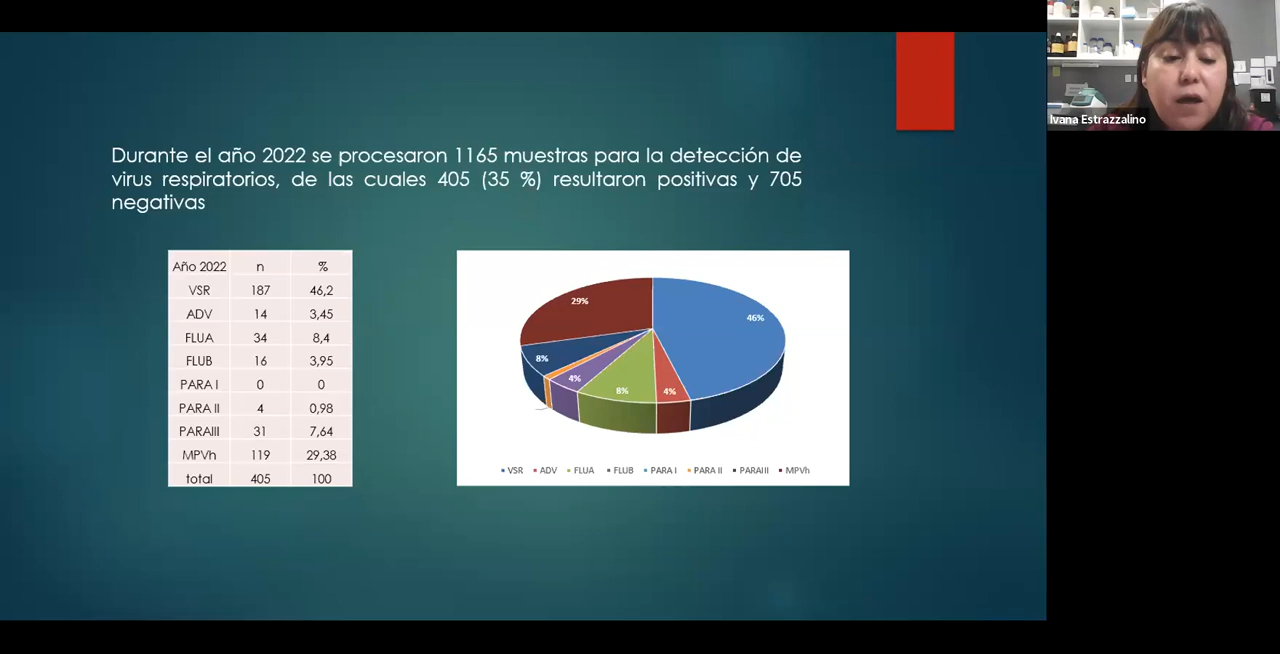 Durante el año 2022 se procesaron 1165 muestras para la detección de
virus respiratorios, de las cuales 405 (35 %) resultaron positivas y 705
negativas
Año 2022 n %
VSR 187 46,2
ADV 14 3,45
FLUA 34 8,4
FLUB 16 3,95
PARA I 0 0
PARA II 4 0,98
PARAIII 31 7,64
MPVh 119 29,38
total 405 100
29%
46%
8%
4%
8%
4%
VSR ADV FLUA FLUB PARA I PARA II PARAIII MPVh
Ivana Estrazzalino